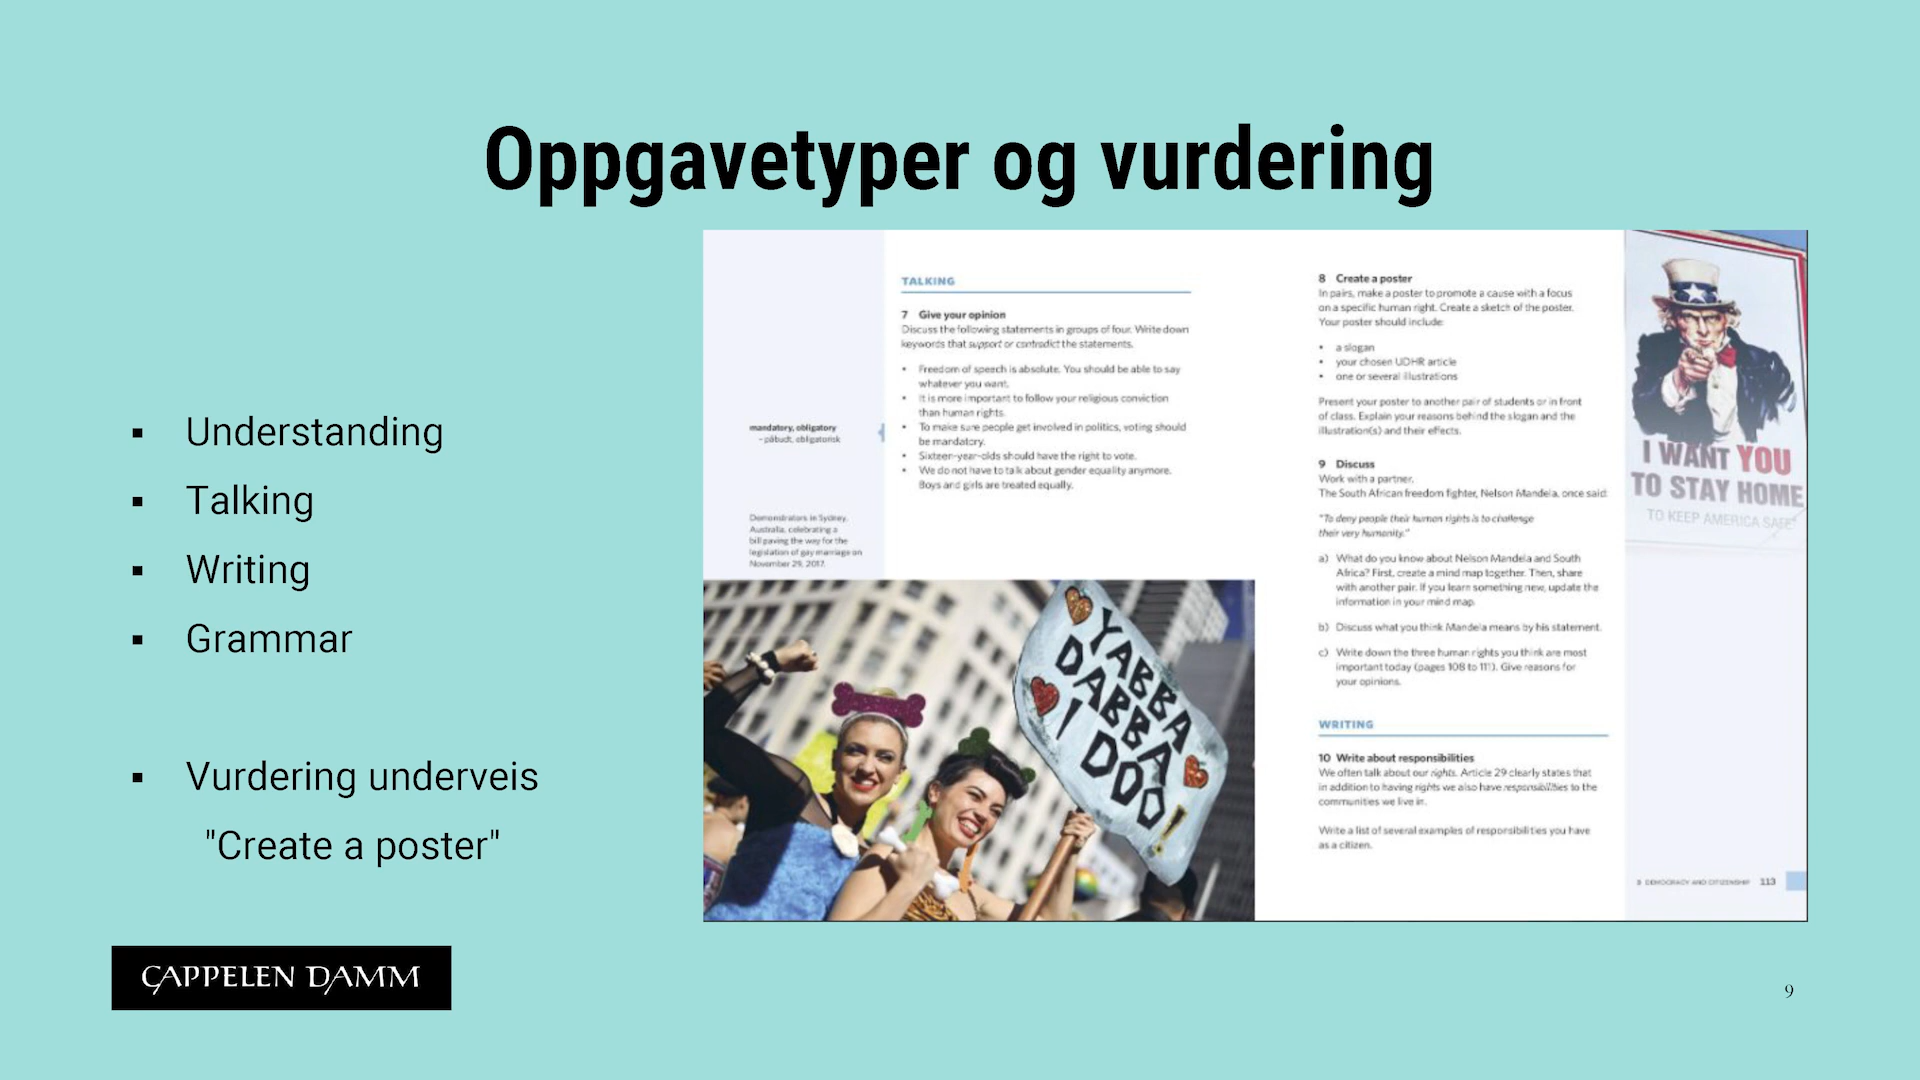 Oppgavetyper og vurdering
▪ Understanding
▪ Talking
▪ Writing
▪ Grammar
▪ Vurdering underveis
"Create a poster"
CAPPELEN DAMM
TALKING
7 Give your opinion
Discuss the following statements in groups of four. Write down
keywords that support or contradict the statements.
• Freedom of speech is absolute. You should be able to say
whatever you want.
• It is more important to follow your religious conviction
than human rights.
• To make sure people get involved in politics, voting should
be mandatory.
• Sixteen-year-olds should have the right to vote.
• We do not have to talk about gender equality anymore.
Boys and girls are treated equally.
mandatory, obligatory
– påbudt, obligatorisk
Demonstrators in Sydney,
Australia, celebrating a
bill paving the way for the
legislation of gay marriage on
November 29, 2017.
YABBA
DABBA
I DOO!
8 Create a poster
In pairs, make a poster to promote a cause with a focus
on a specific human right. Create a sketch of the poster.
Your poster should include:
• a slogan
• your chosen UDHR article
• one or several illustrations
Present your poster to another pair of students or in front
of class. Explain your reasons behind the slogan and the
illustration(s) and their effects.
9 Discuss
Work with a partner.
The South African freedom fighter, Nelson Mandela, once said:
"To deny people their human rights is to challenge
their very humanity."
a) What do you know about Nelson Mandela and South
Africa? First, create a mind map together. Then, share
with another pair. If you learn something new, update the
information in your mind map.
b) Discuss what you think Mandela means by his statement.
c) Write down the three human rights you think are most
important today (pages 108 to 111). Give reasons for
your opinions.
WRITING
10 Write about responsibilities
We often talk about our rights. Article 29 clearly states that
in addition to having rights we also have responsibilities to the
communities we live in.
Write a list of several examples of responsibilities you have
as a citizen.
I WANT YOU
TO STAY HOME
TO KEEP AMERICA SAFE
3 DEMOCRACY AND CITIZENSHIP 113
9